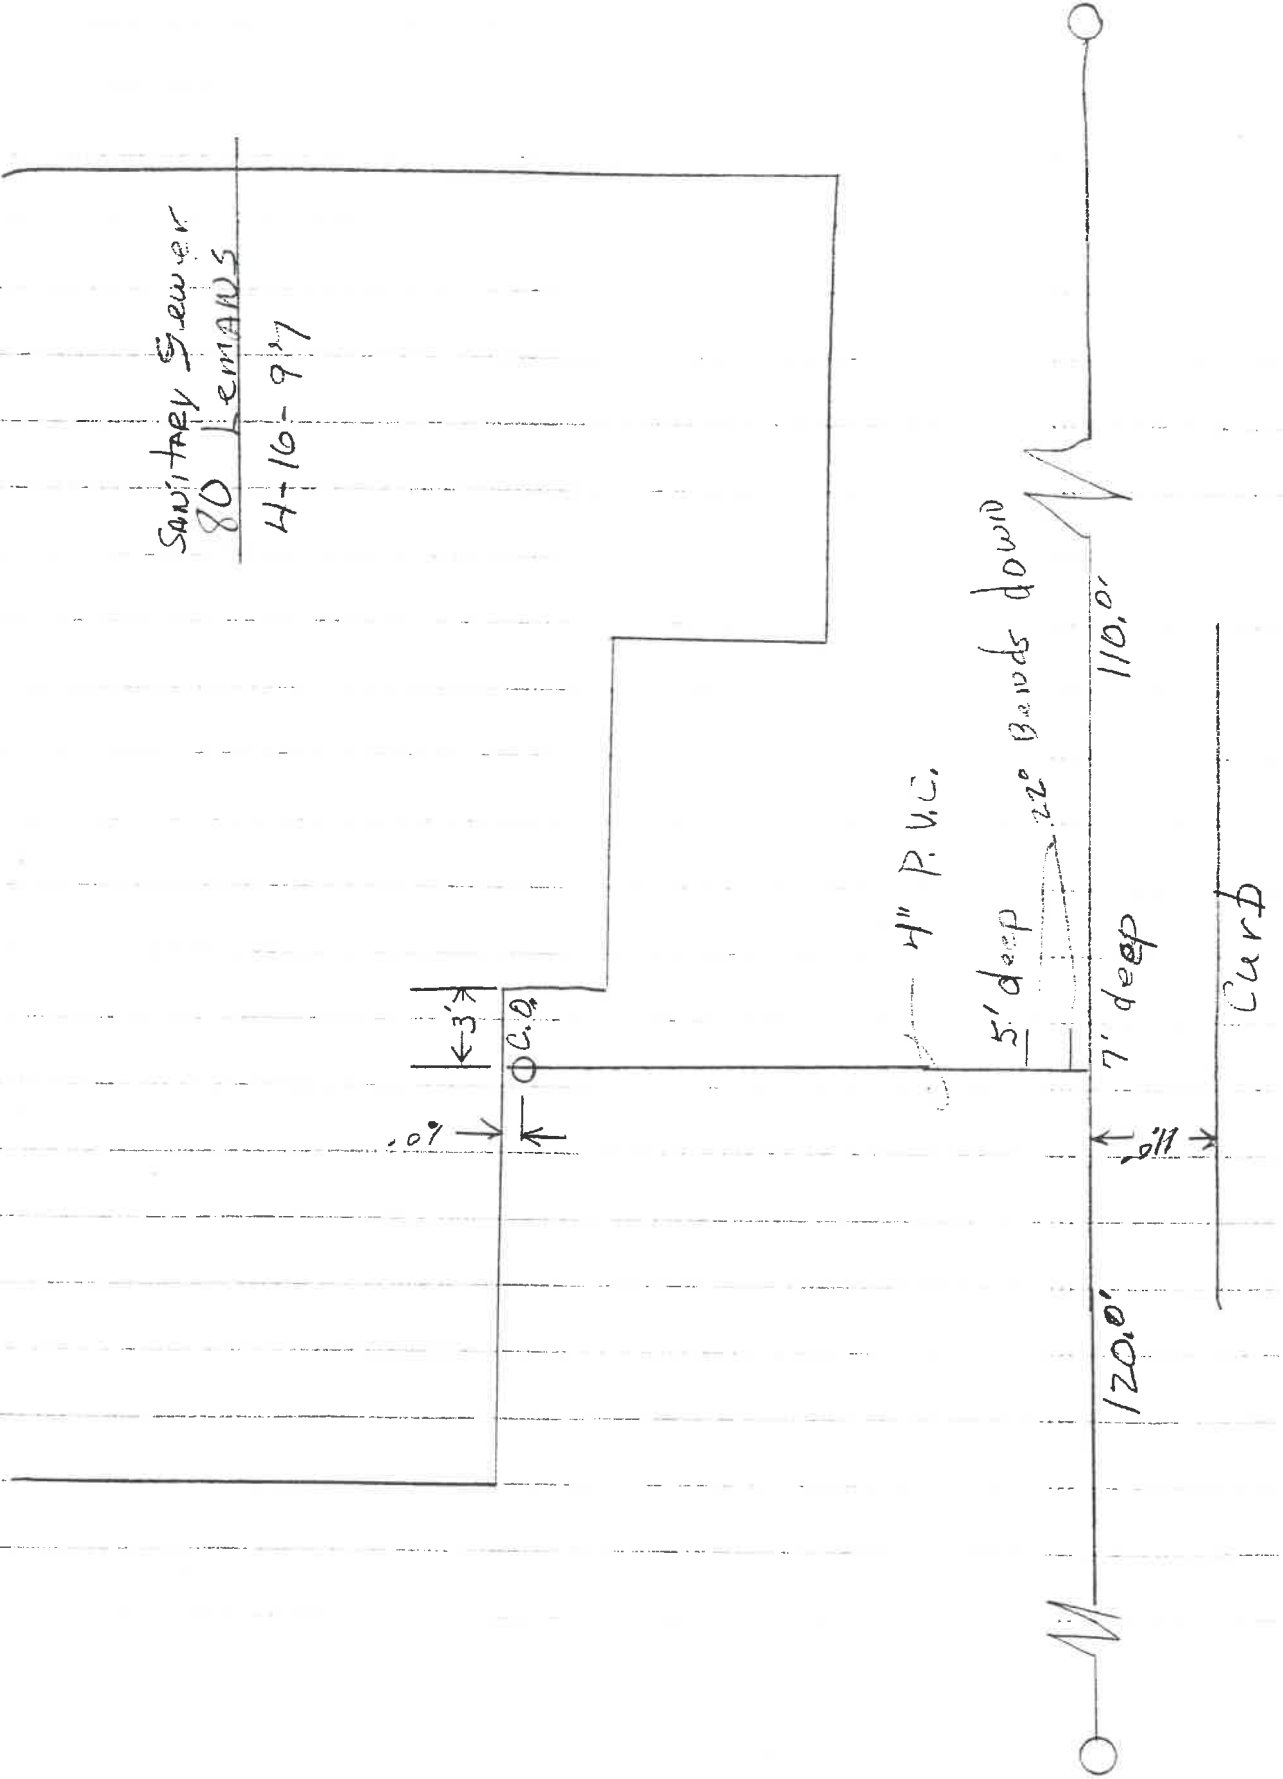 SANitARy Sewer
80 LemANS
4-16-97
3'
C.O.
4" P.V.C.
5' deep
22° Bends down
7' deep
110.0'
120.0'
11.0'
Curb